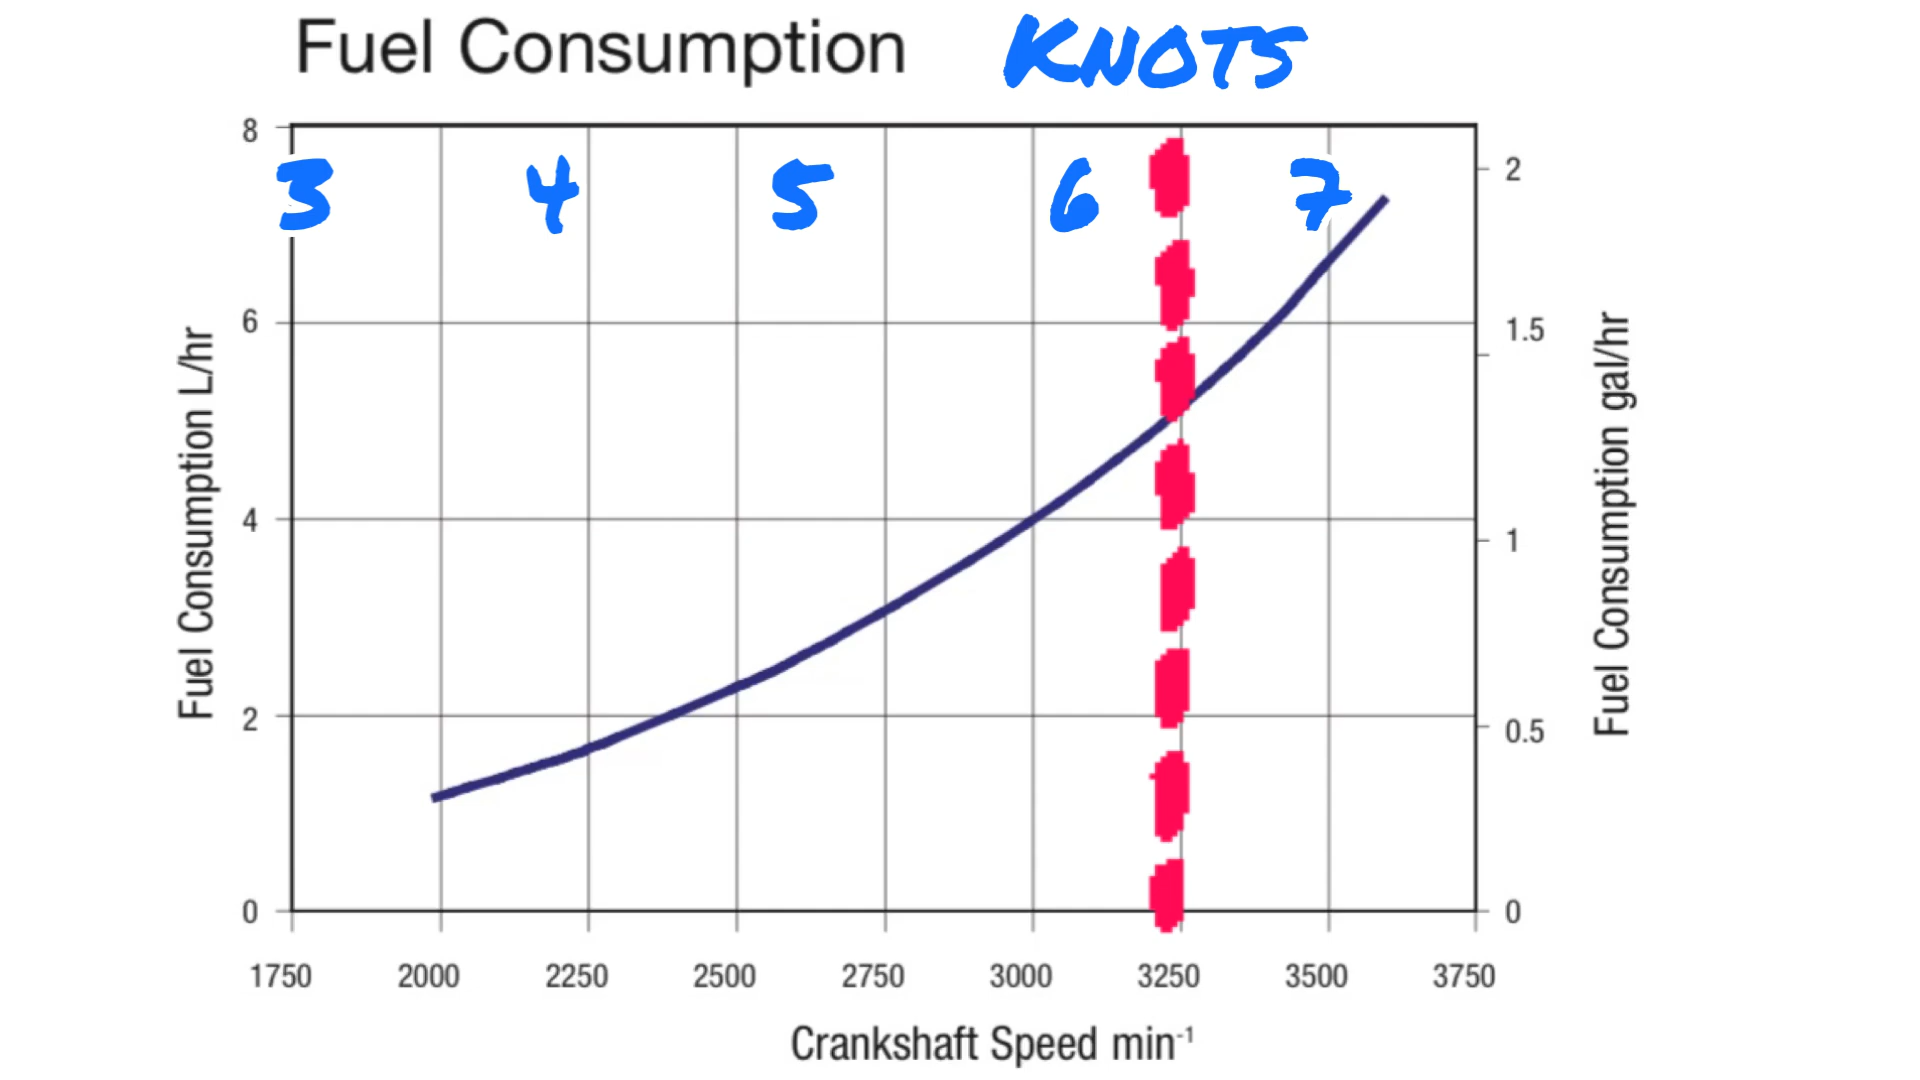 Fuel Consumption KNOTS
8
3 4 5 6 7
2
6
1.5
Fuel Consumption L/hr
Fuel Consumption gal/hr
4
1
2
0.5
0
0
1750 2000 2250 2500 2750 3000 3250 3500 3750
Crankshaft Speed min⁻¹